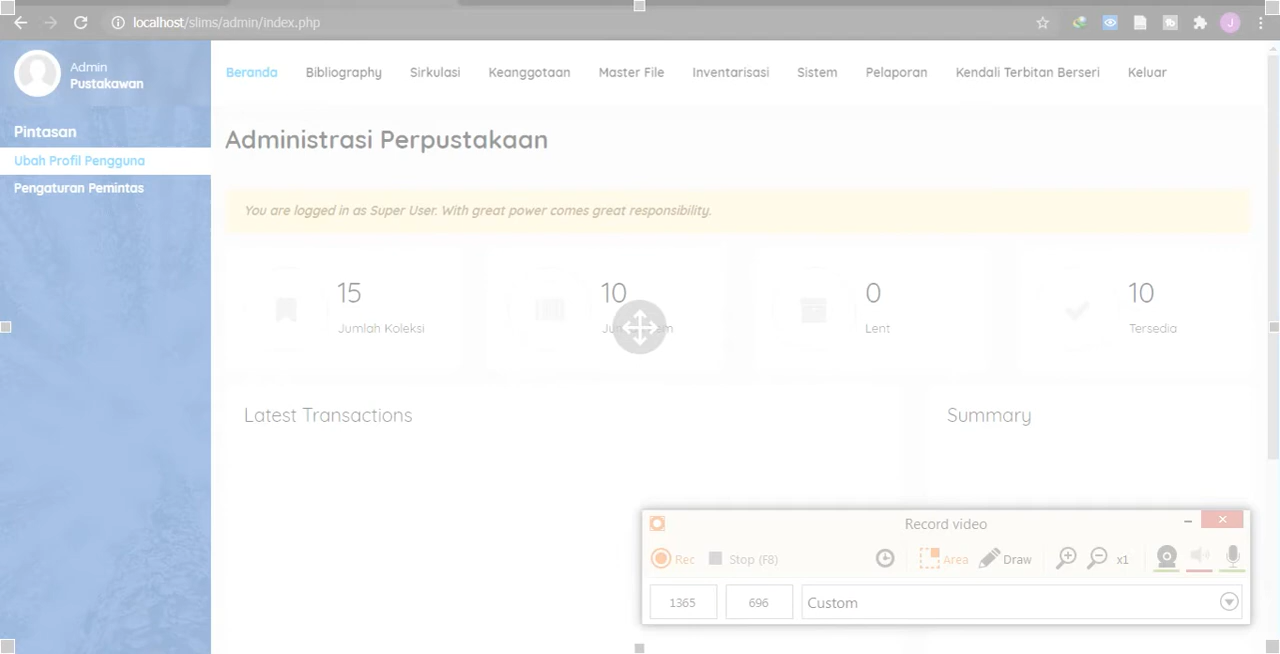 localhost/slims/admin/index.php
J
Admin
Pustakawan
Beranda Bibliography Sirkulasi Keanggotaan Master File Inventarisasi Sistem Pelaporan Kendali Terbitan Berseri Keluar
Pintasan
Ubah Profil Pengguna
Pengaturan Pemintas
Administrasi Perpustakaan
You are logged in as Super User. With great power comes great responsibility.
15
Jumlah Koleksi
10
0
Lent
10
Tersedia
Latest Transactions
Summary
Record video
Rec Stop (F8) Area Draw x1
1365 696 Custom